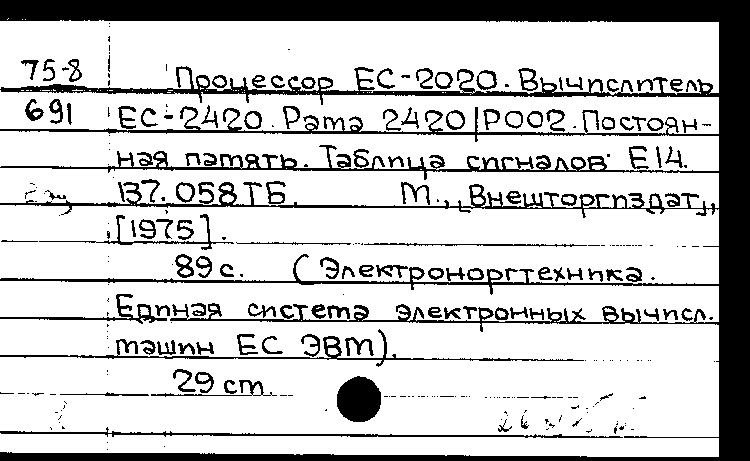 75-8 Процессор ЕС-2020. Вычислитель
691 ЕС-2420. Рама 2420/Р002. Постоян-
ная память. Таблица сигналов Е14.
137.058ТБ. М., "Внешторгиздат",
[1975].
89 с. (Электроноргтехника.
Единая система электронных вычисл.
машин ЕС ЭВМ).
29 ст.